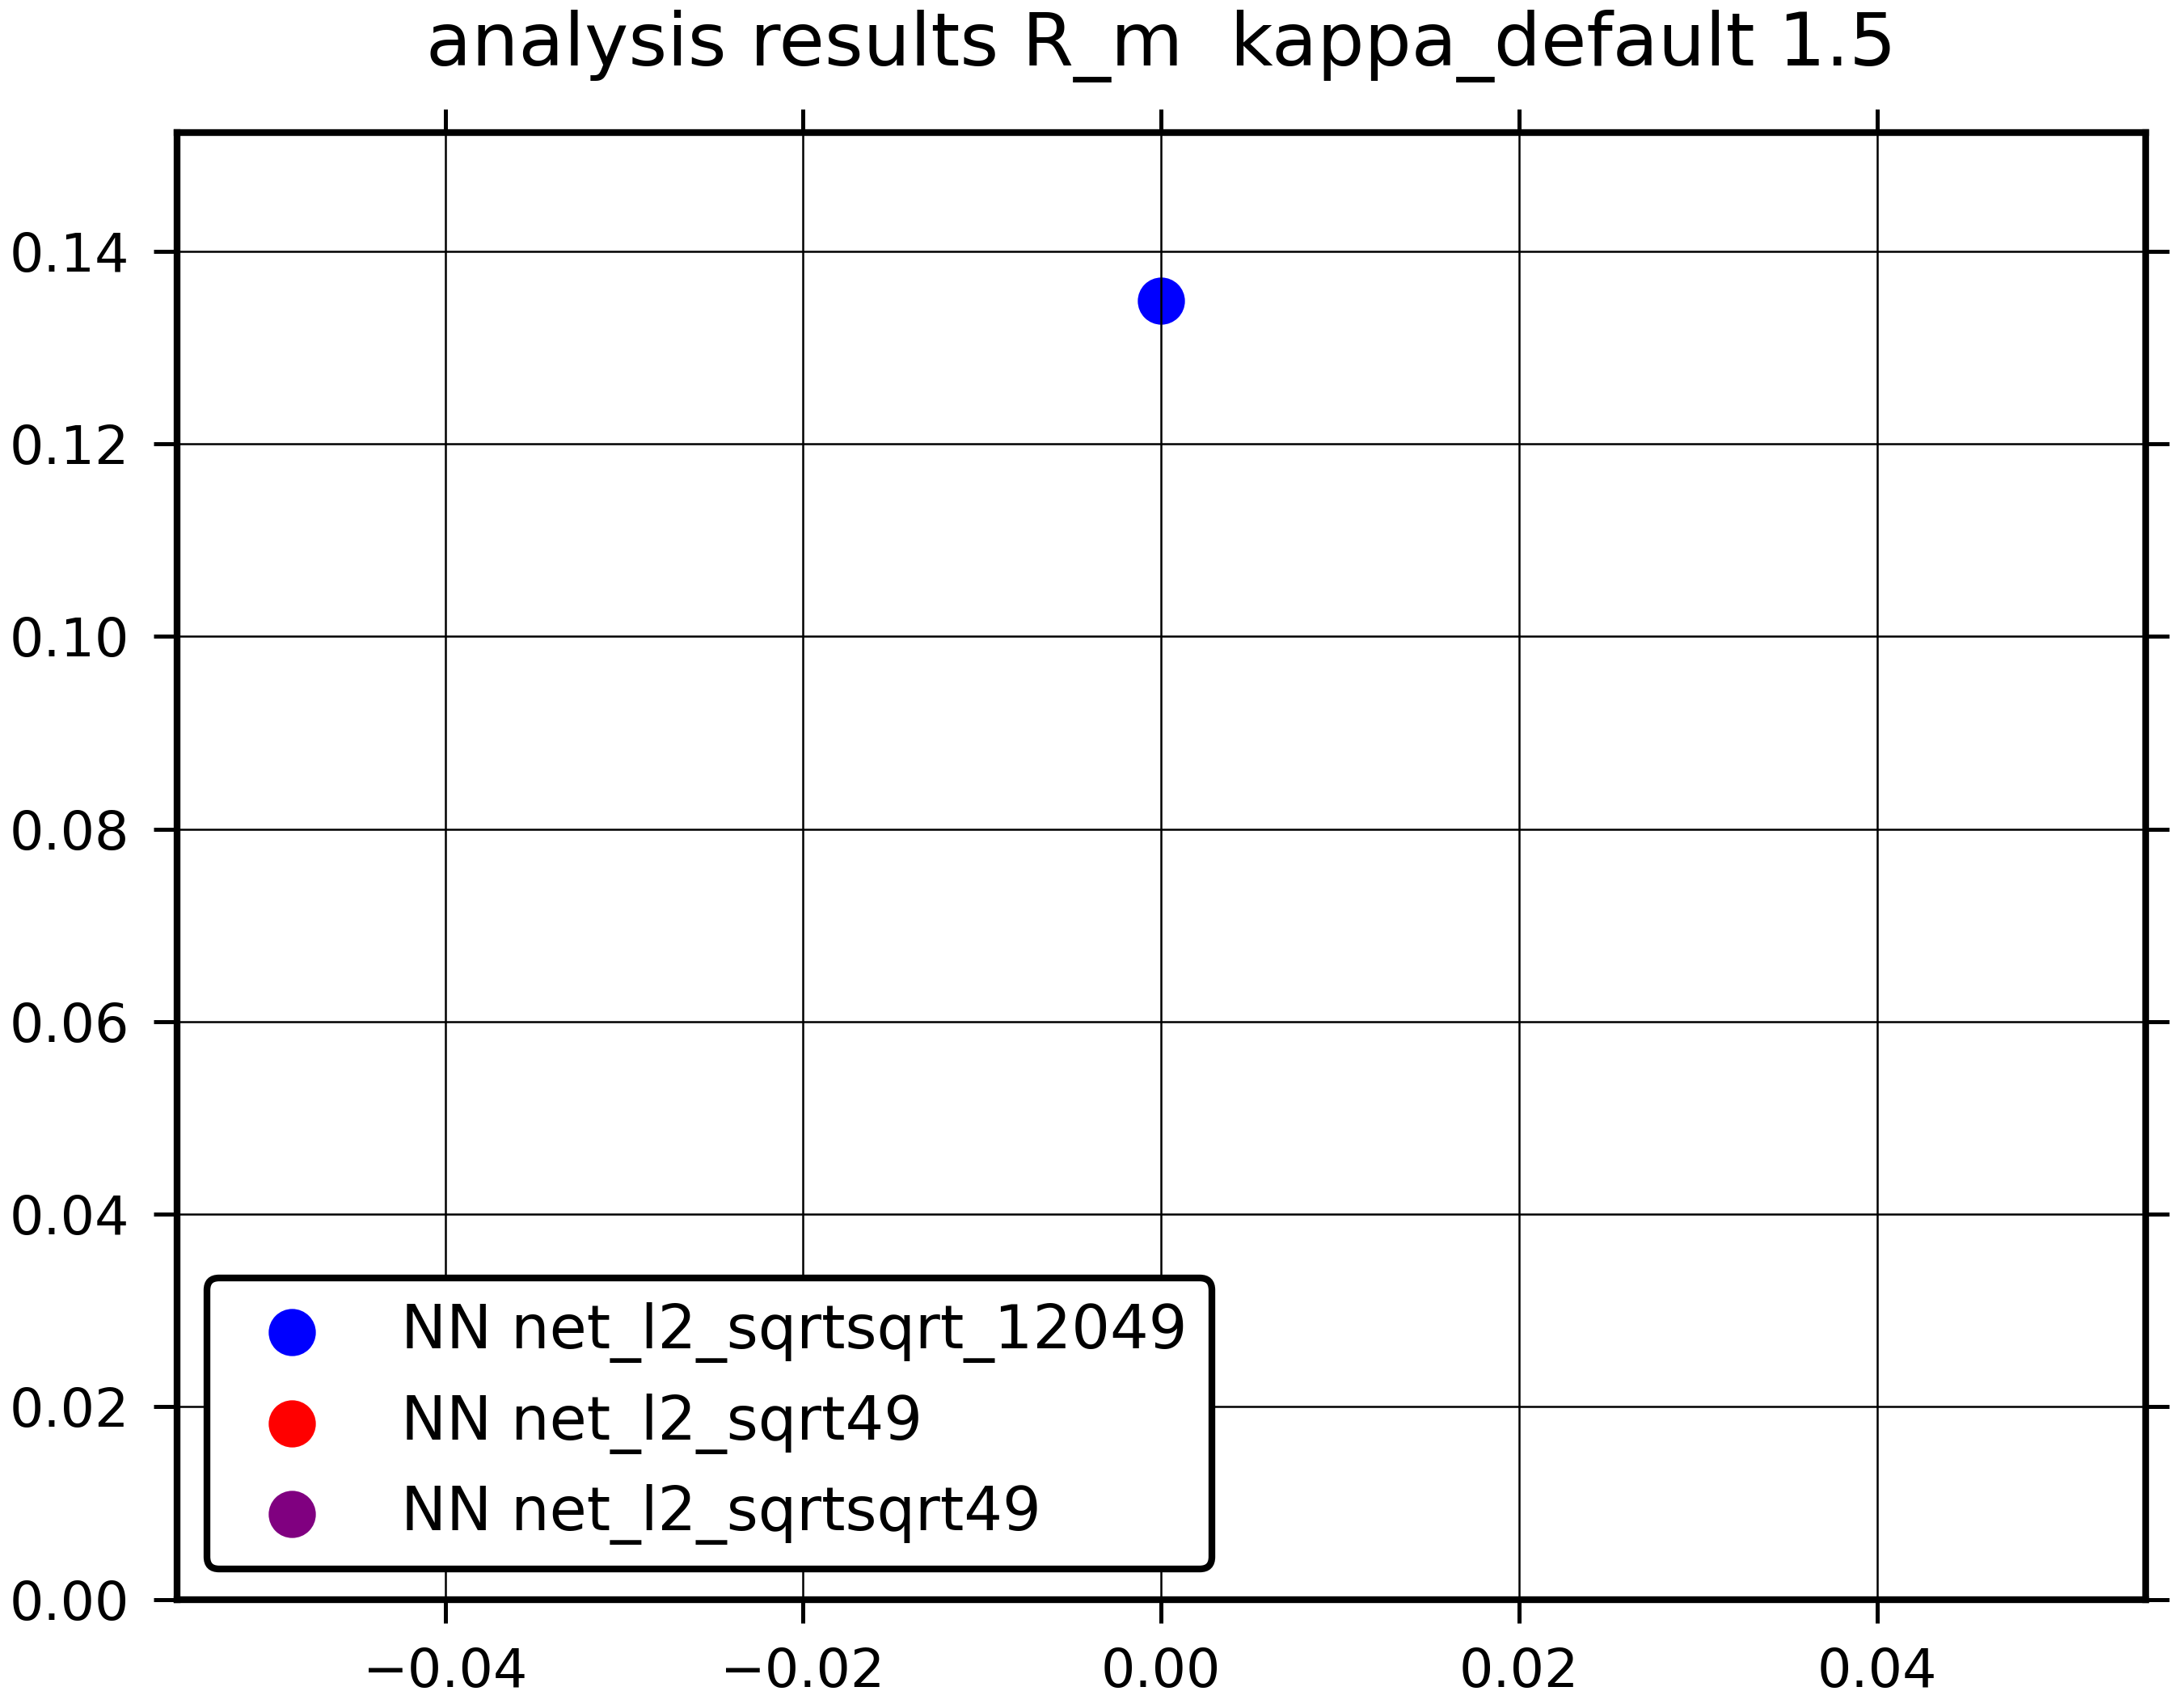 analysis results R_m  kappa_default 1.5
0.14
0.12
0.10
0.08
0.06
0.04
0.02
0.00
NN net_l2_sqrtsqrt_12049
NN net_l2_sqrt49
NN net_l2_sqrtsqrt49
−0.04 −0.02 0.00 0.02 0.04